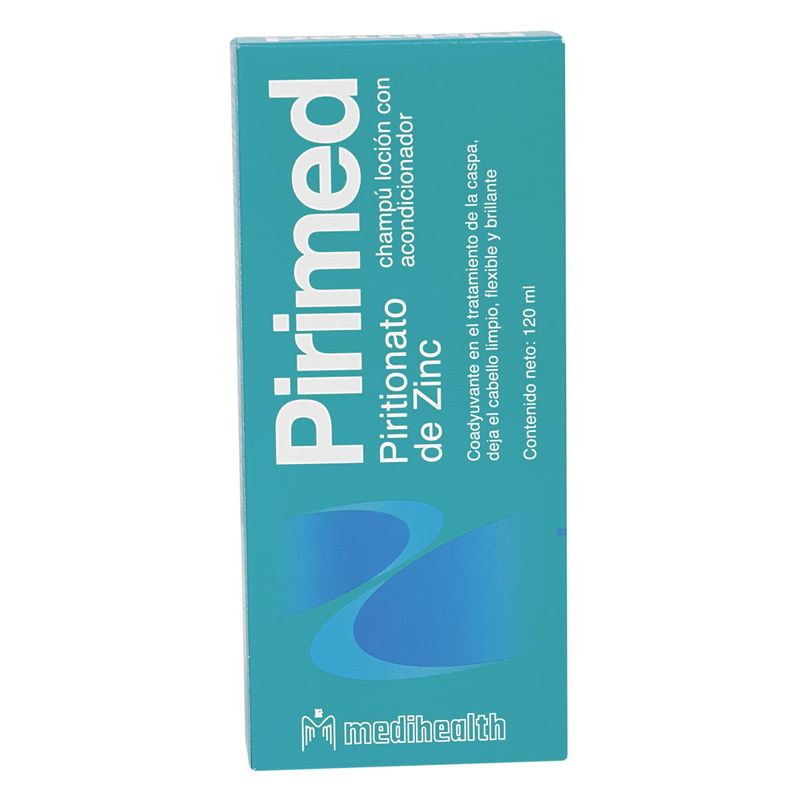 Pirimed
Piritionato
de Zinc
champú loción con
acondicionador
Coadyuvante en el tratamiento de la caspa,
deja el cabello limpio, flexible y brillante
Contenido neto: 120 ml
medihealth